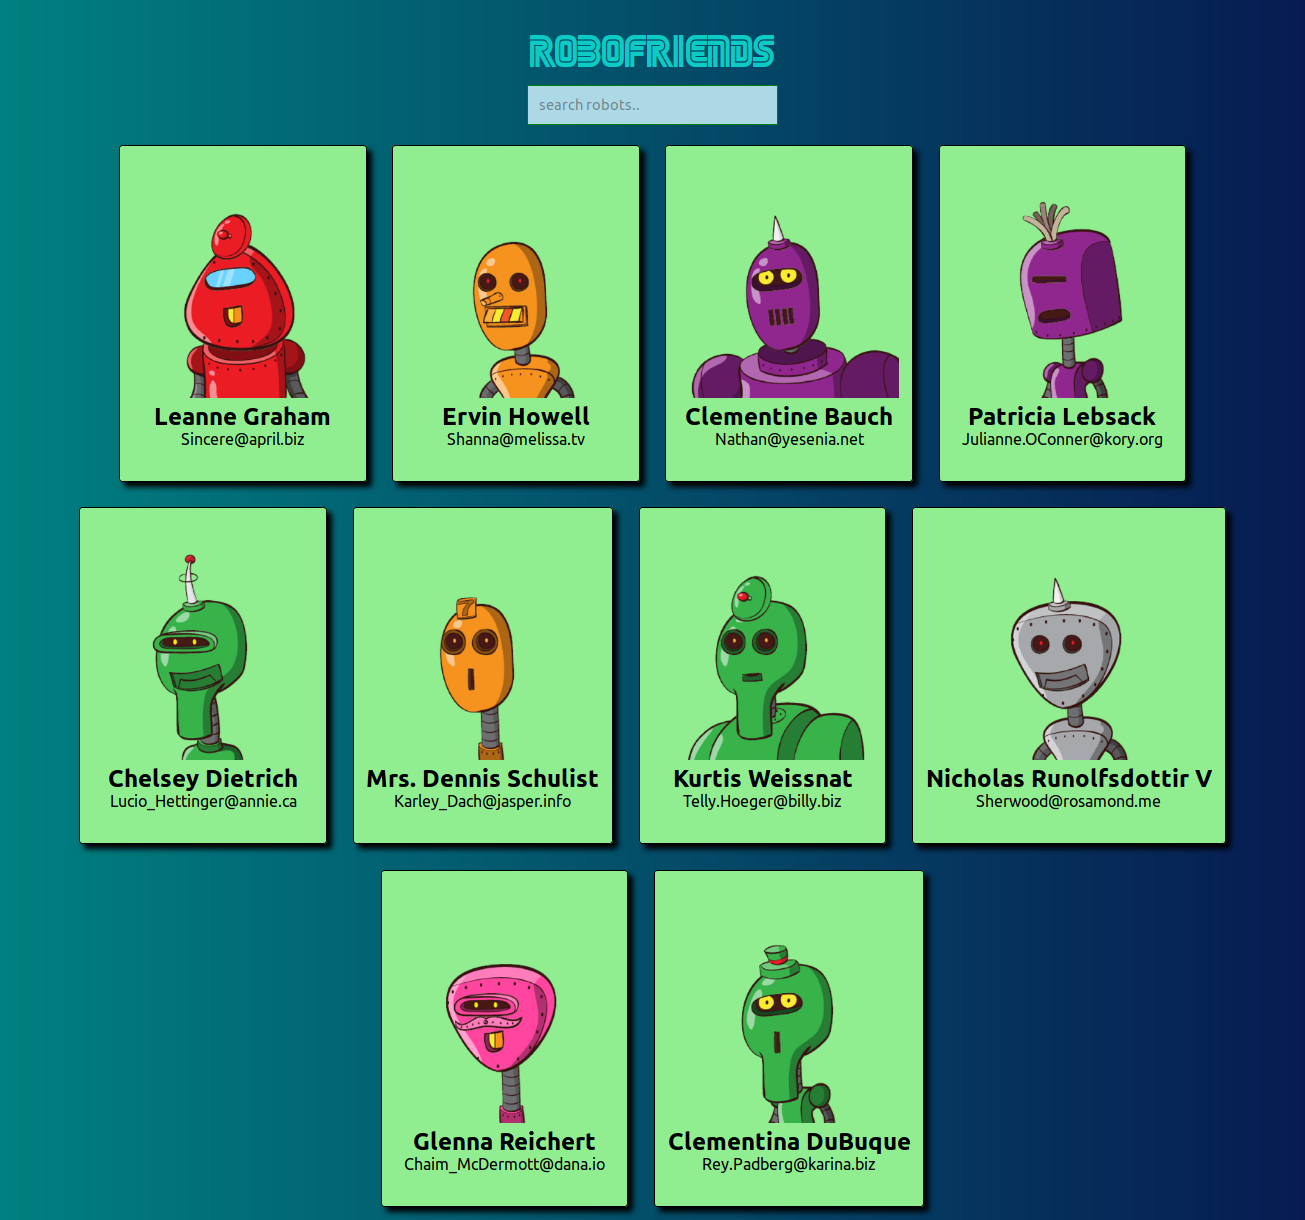 ROBOFRIENDS
search robots..
Leanne Graham
Sincere@april.biz
Ervin Howell
Shanna@melissa.tv
Clementine Bauch
Nathan@yesenia.net
Patricia Lebsack
Julianne.OConner@kory.org
7
Chelsey Dietrich
Lucio_Hettinger@annie.ca
Mrs. Dennis Schulist
Karley_Dach@jasper.info
Kurtis Weissnat
Telly.Hoeger@billy.biz
Nicholas Runolfsdottir V
Sherwood@rosamond.me
Glenna Reichert
Chaim_McDermott@dana.io
Clementina DuBuque
Rey.Padberg@karina.biz